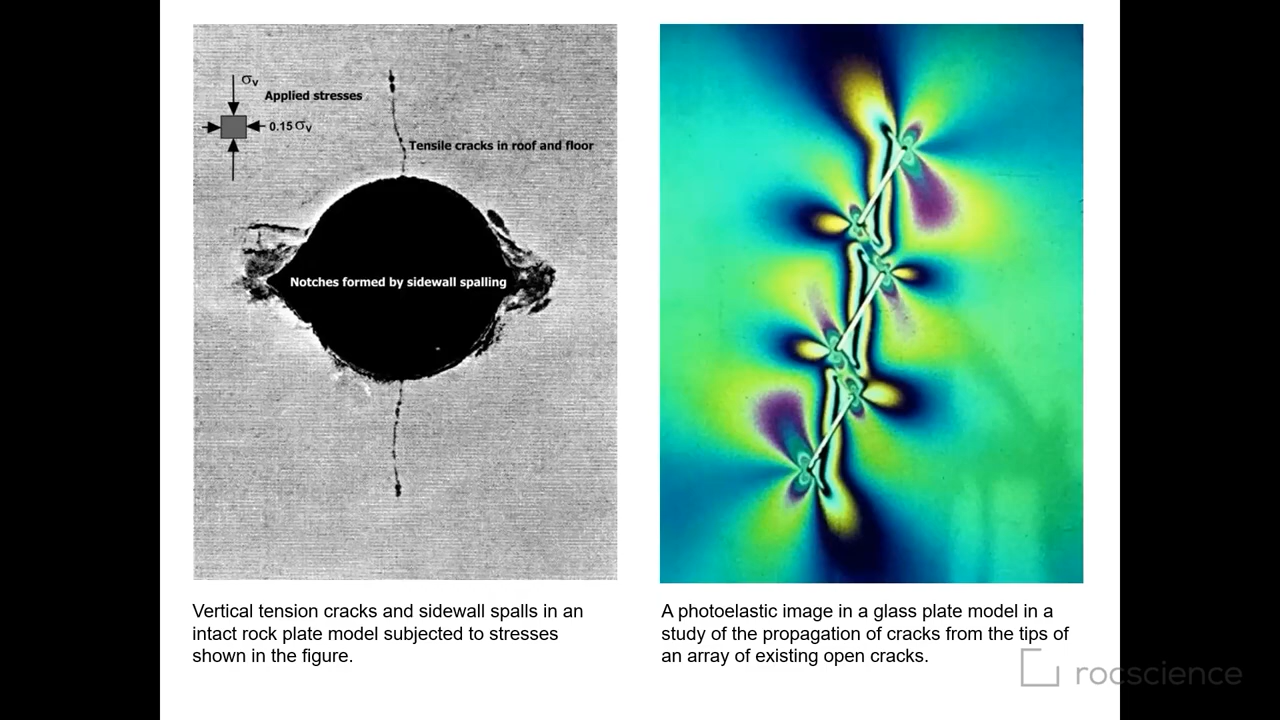 σv
Applied stresses
0.15 σv
Tensile cracks in roof and floor
Notches formed by sidewall spalling
Vertical tension cracks and sidewall spalls in an
intact rock plate model subjected to stresses
shown in the figure.
A photoelastic image in a glass plate model in a
study of the propagation of cracks from the tips of
an array of existing open cracks.
rocscience